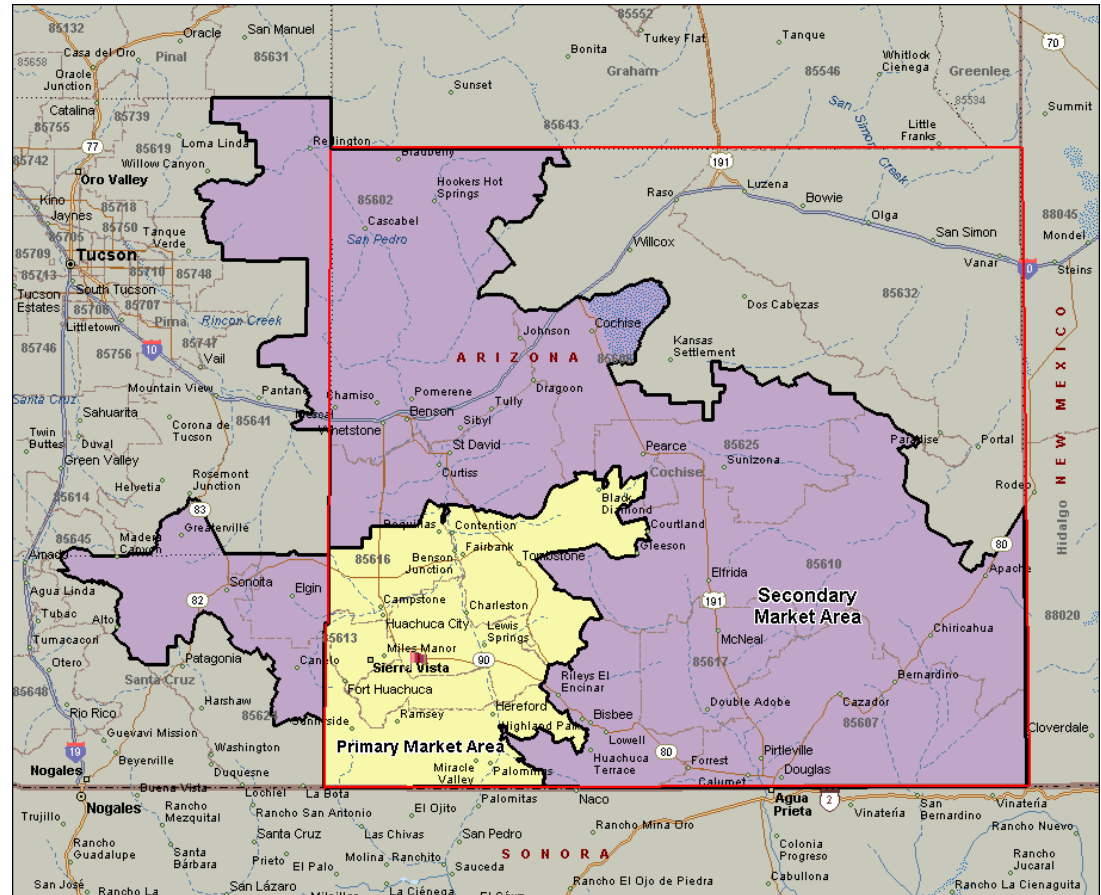 85132
Oracle
San Manuel
85552
Turkey Flat
Tanque
70
Casa del Oro
Pinal
85631
Bonita
Whitlock
Cienega
85658
Oracle
Junction
Graham
85546
Greenlee
Sunset
85534
Catalina
Summit
85755
85739
85643
San Simon Creek
Little
Franks
77
85619
Loma Linda
Redington
85742
Willow Canyon
191
Oro Valley
Hookers Hot
Springs
Luzena
Kino
85718
85602
Raso
Bowie
Jaynes
85750
Cascabel
Olga
88045
85705
Tanque
Verde
San Pedro
San Simon
Mondel
85709
Tucson
Willcox
Vanar
10
Steins
85713
85710
85748
South Tucson
Tucson
Estates
85706
85707
Dos Cabezas
85632
Littletown
Pima
Rincon Creek
Cochise
Johnson
85746
85756
10
85747
Vail
ARIZONA
Kansas
Settlement
NEW MEXICO
Mountain View
Pantano
Chamiso
Pomerene
Dragoon
Santa Cruz
Sahuarita
Mescal
Benson
Tully
Twin
Buttes
Corona de
Tucson
85641
Whetstone
Sibyl
Duval
St David
Pearce
85625
Paradise
Portal
Green Valley
Curtiss
Cochise
Sunizona
Helvetia
Rosemont
Junction
Rodeo
85614
83
Black
Diamond
Greaterville
Boquillas
Contention
Courtland
Hidalgo
85645
Madera
Canyon
Fairbank
Gleeson
80
Amado
85616
Benson
Junction
Tombstone
Apache
Sonoita
Elfrida
85610
Agua Linda
82
Elgin
Campstone
Charleston
191
Secondary
Market Area
88020
Tubac
Alto
Huachuca City
Tumacacori
85613
Lewis
Springs
McNeal
Chiricahua
Otero
Patagonia
Canelo
Miles Manor
90
85617
Sierra Vista
Santa Cruz
Rileys El
Encinar
Bernardino
85648
Fort Huachuca
Harshaw
Hereford
Double Adobe
Cazador
Rio Rico
Sunnyside
Ramsey
Bisbee
85607
Cloverdale
Guevavi Mission
Washington
Primary Market Area
Lowell
80
Pirtleville
19
Beyerville
Miracle
Valley
Huachuca
Terrace
Forrest
Nogales
Duquesne
Palominas
Calumet
Douglas
Buena Vista
Lochiel
La Bota
Palomitas
Naco
Agua
Prieta
2
San
Bernardino
Vinatería
Nogales
Rancho
Mezquital
Rancho San Antonio
El Ojito
Vinatería
Trujillo
Santa Cruz
Las Chivas
San Pedro
Rancho Mina Oro
Rancho Nuevo
Rancho
Guadalupe
Santa
Bárbara
Prieto
El Palo
Molina
Ranchito
Sauceda
SONORA
Colonia
Progreso
Rancho
Jucaral
Cabullona
San José
San Lázaro
La Ciénega
Rancho El Ojo de Piedra
Rancho La Cienaguita